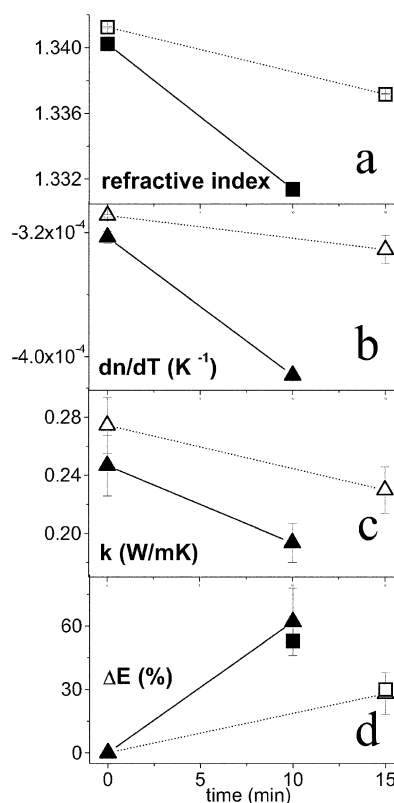 1.340
1.336
1.332
refractive index
a
-3.2x10⁻⁴
-4.0x10⁻⁴
dn/dT (K ⁻¹)
b
0.28
0.24
0.20
k (W/mK)
c
60
30
0
ΔE (%)
d
0 5 10 15
time (min)